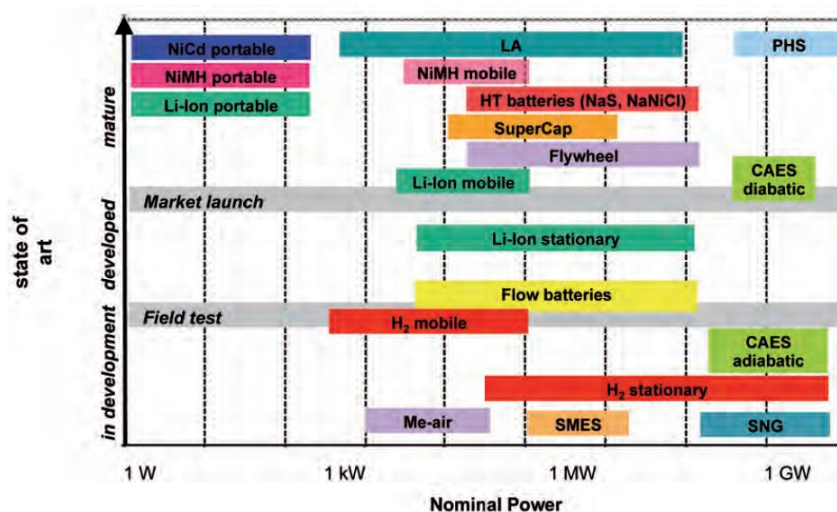 NiCd portable
LA
PHS
NiMH portable
NiMH mobile
Li-Ion portable
HT batteries (NaS, NaNiCl)
SuperCap
Flywheel
CAES
diabatic
Li-Ion mobile
Market launch
Li-Ion stationary
Flow batteries
Field test
H₂ mobile
CAES
adiabatic
H₂ stationary
Me-air
SMES
SNG
mature
developed
in development
state of
art
1 W
1 kW
1 MW
1 GW
Nominal Power